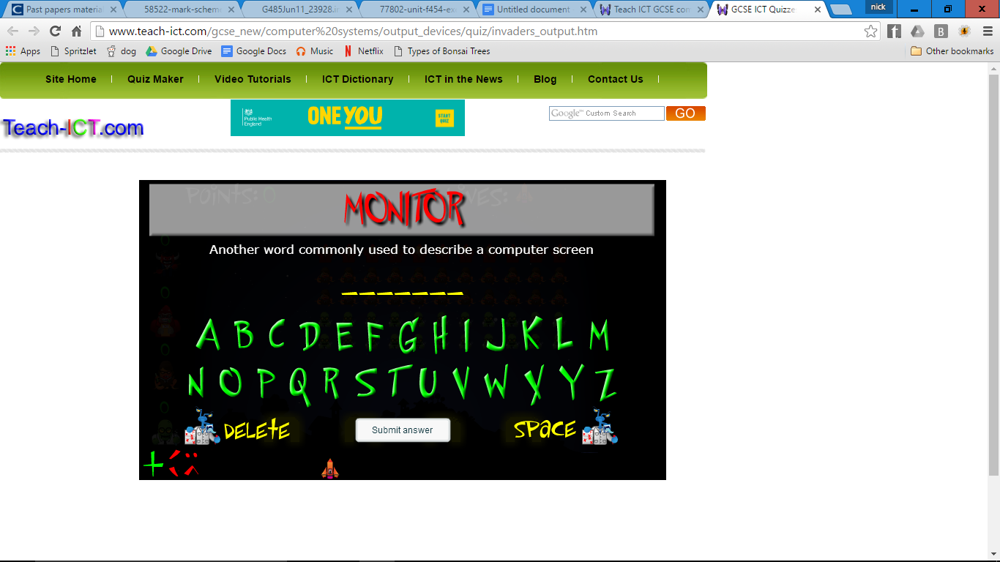 Past papers material
58522-mark-scheme
G485Jun11_23928.in
77802-unit-f454-ex
Untitled document
Teach ICT GCSE com
GCSE ICT Quizze
nick
www.teach-ict.com/gcse_new/computer%20systems/output_devices/quiz/invaders_output.htm
Apps
Spritzlet
dog
Google Drive
Google Docs
Music
Netflix
Types of Bonsai Trees
Other bookmarks
Site Home
Quiz Maker
Video Tutorials
ICT Dictionary
ICT in the News
Blog
Contact Us
Teach-ICT.com
Public Health
England
ONE YOU
START
QUIZ
Google™ Custom Search
GO
POINTS: 0
LIVES:
MONITOR
Another word commonly used to describe a computer screen
_______
A B C D E F G H I J K L M
N O P Q R S T U V W X Y Z
DELETE
Submit answer
SPACE